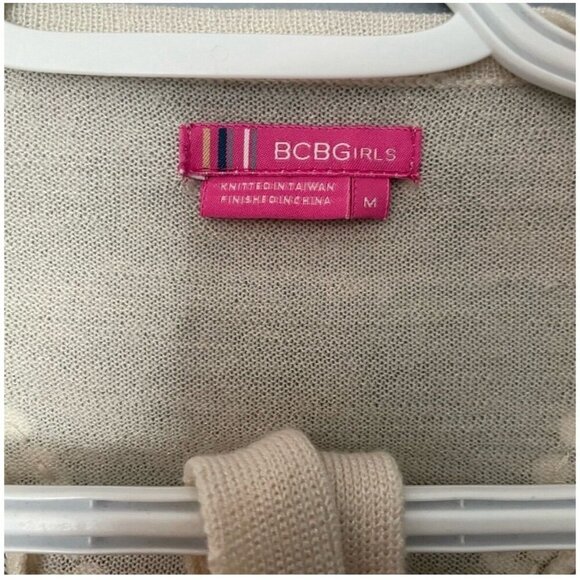 BCBGIRLS
KNITTED IN TAIWAN
FINISHED IN CHINA
M